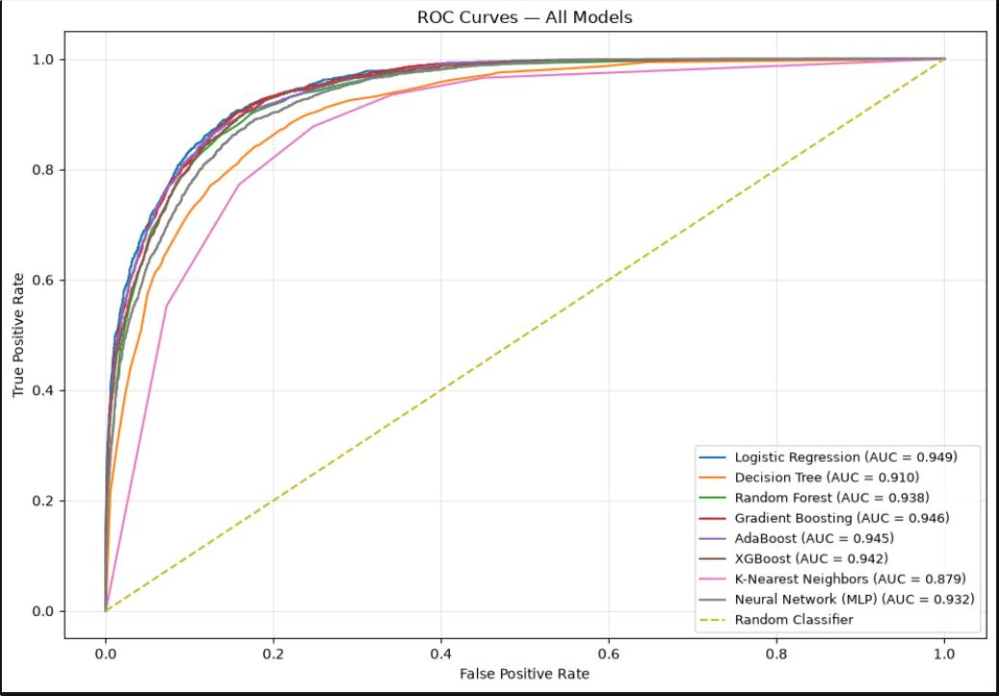 ROC Curves — All Models
True Positive Rate
1.0
0.8
0.6
0.4
0.2
0.0
0.0 0.2 0.4 0.6 0.8 1.0
False Positive Rate
Logistic Regression (AUC = 0.949)
Decision Tree (AUC = 0.910)
Random Forest (AUC = 0.938)
Gradient Boosting (AUC = 0.946)
AdaBoost (AUC = 0.945)
XGBoost (AUC = 0.942)
K-Nearest Neighbors (AUC = 0.879)
Neural Network (MLP) (AUC = 0.932)
Random Classifier